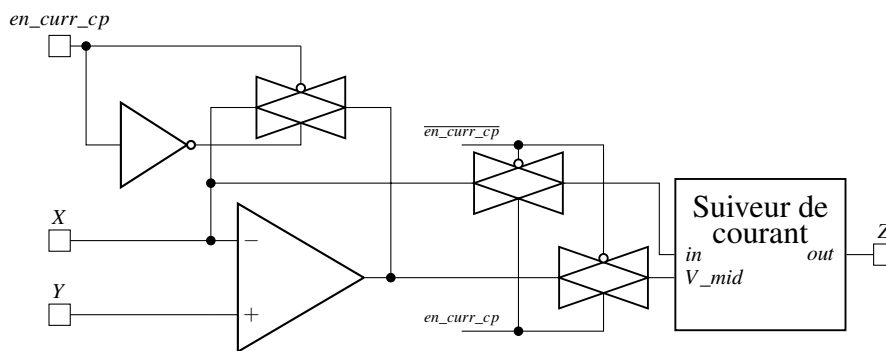 en_curr_cp
en_curr_cp
X
Suiveur de
courant
Z
−
in
out
Y
V_mid
+
en_curr_cp